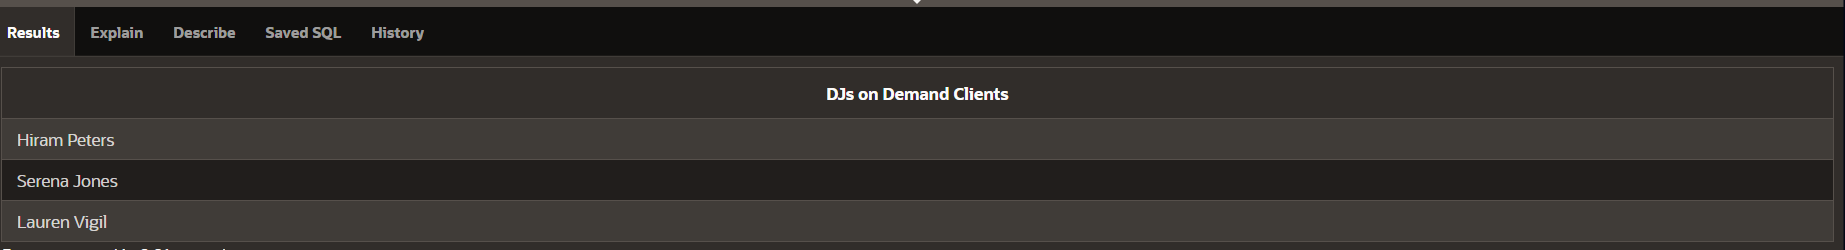 Results Explain Describe Saved SQL History
DJs on Demand Clients
Hiram Peters
Serena Jones
Lauren Vigil